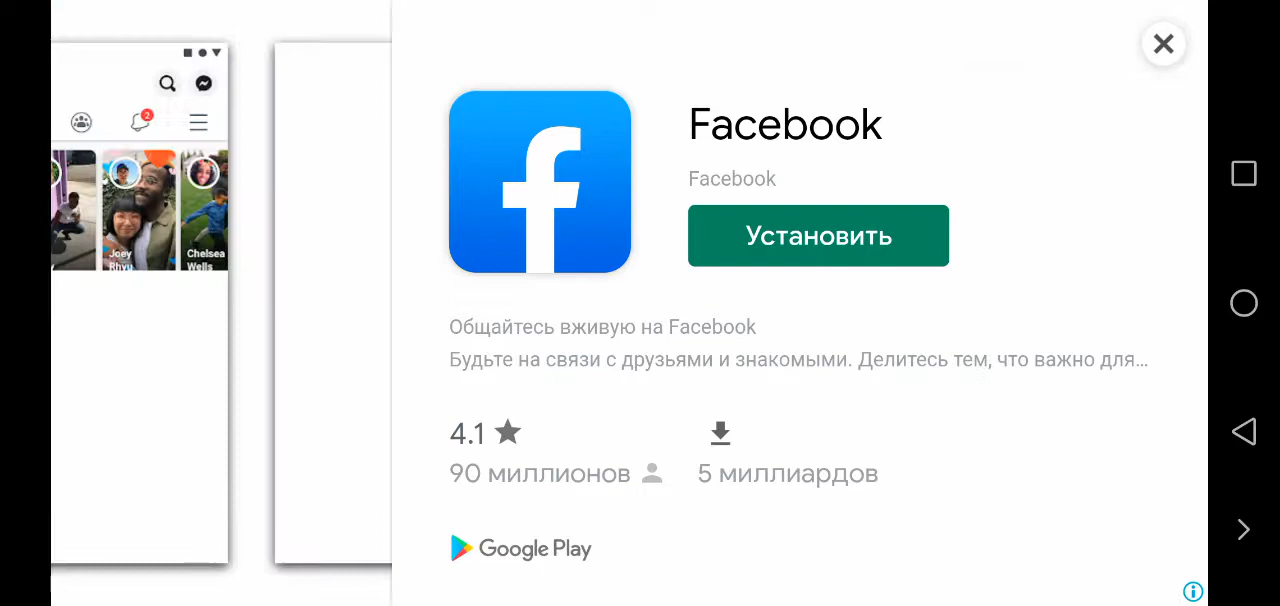 2
Joey
Rhyu
Chelsea
Wells
Facebook
Facebook
Установить
Общайтесь вживую на Facebook
Будьте на связи с друзьями и знакомыми. Делитесь тем, что важно для...
4.1
90 миллионов
5 миллиардов
Google Play